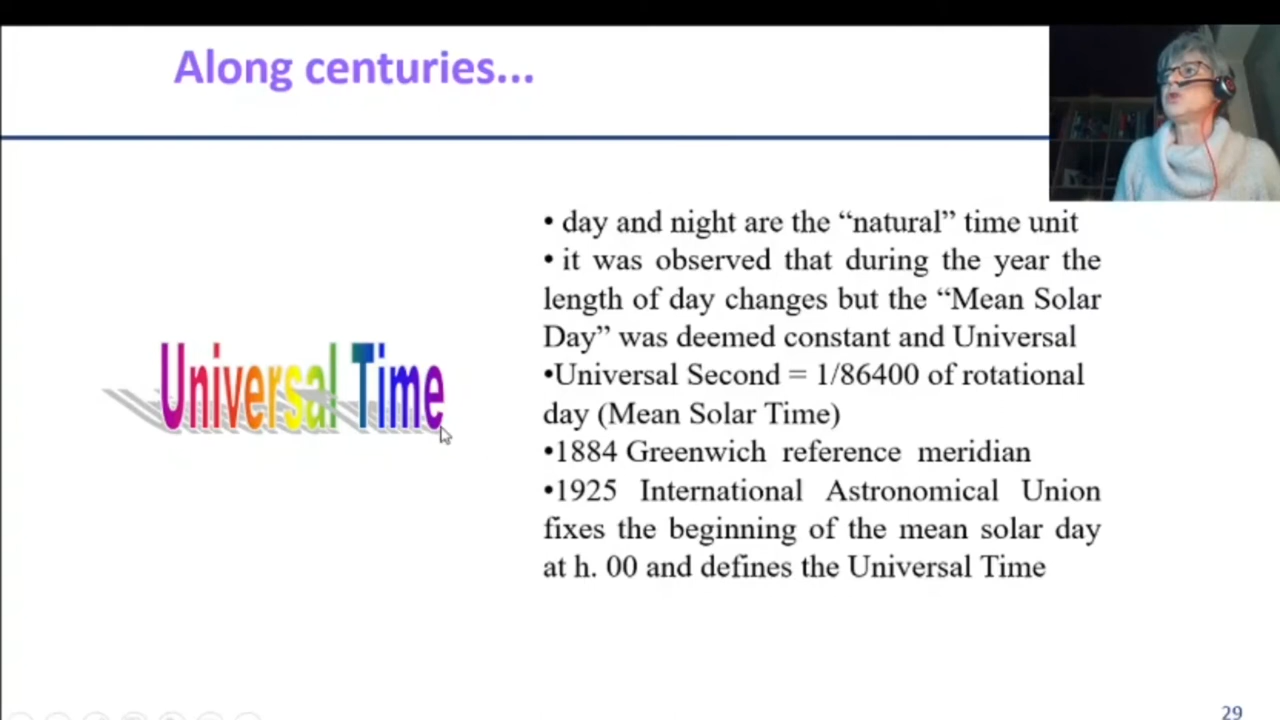 Along centuries...
• day and night are the “natural” time unit
• it was observed that during the year the
length of day changes but the “Mean Solar
Day” was deemed constant and Universal
•Universal Second = 1/86400 of rotational
day (Mean Solar Time)
•1884 Greenwich reference meridian
•1925 International Astronomical Union
fixes the beginning of the mean solar day
at h. 00 and defines the Universal Time
Universal Time
29